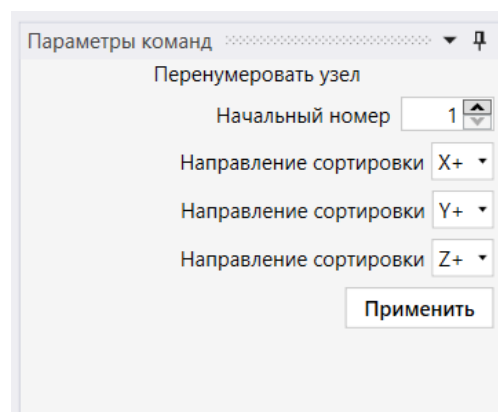 Параметры команд
Перенумеровать узел
Начальный номер 1
Направление сортировки X+
Направление сортировки Y+
Направление сортировки Z+
Применить